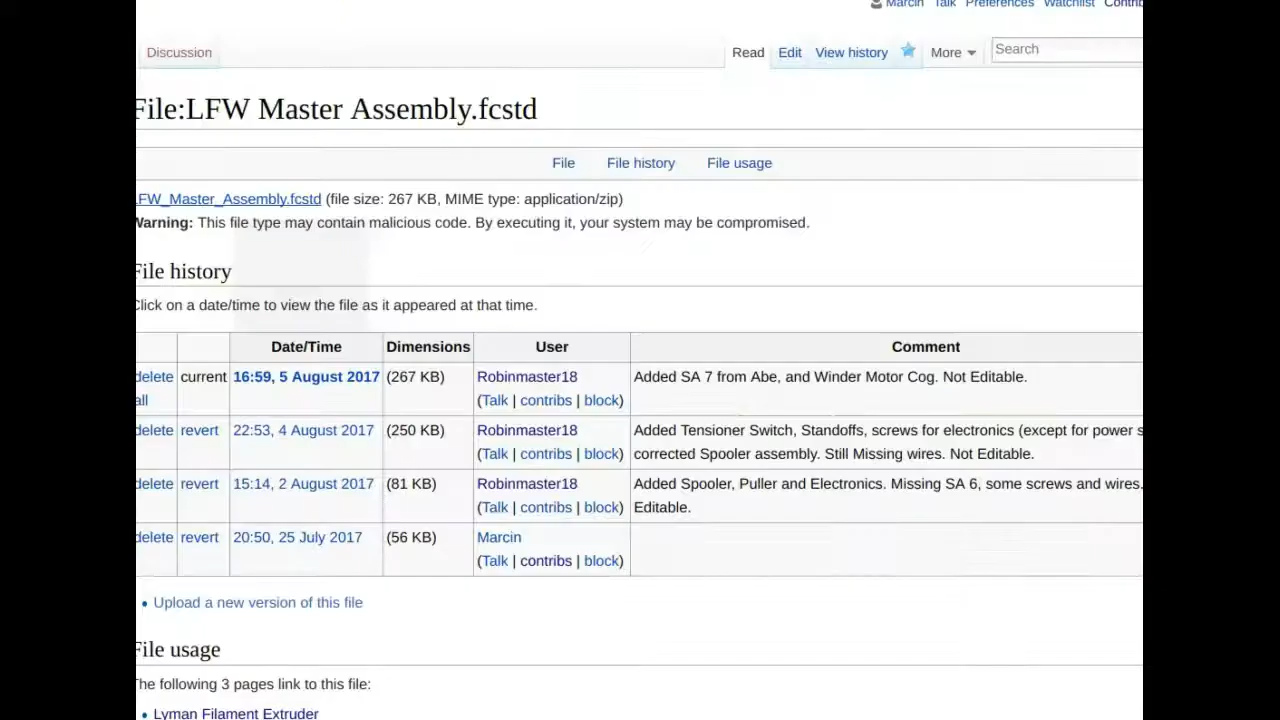 Marcin Talk Preferences Watchlist Contrib
Discussion Read Edit View history More Search
File:LFW Master Assembly.fcstd
File File history File usage
LFW_Master_Assembly.fcstd (file size: 267 KB, MIME type: application/zip)
Warning: This file type may contain malicious code. By executing it, your system may be compromised.
File history
Click on a date/time to view the file as it appeared at that time.
Date/Time Dimensions User Comment
delete current 16:59, 5 August 2017 (267 KB) Robinmaster18 Added SA 7 from Abe, and Winder Motor Cog. Not Editable.
all (Talk | contribs | block)
delete revert 22:53, 4 August 2017 (250 KB) Robinmaster18 Added Tensioner Switch, Standoffs, screws for electronics (except for power s
(Talk | contribs | block) corrected Spooler assembly. Still Missing wires. Not Editable.
delete revert 15:14, 2 August 2017 (81 KB) Robinmaster18 Added Spooler, Puller and Electronics. Missing SA 6, some screws and wires.
(Talk | contribs | block) Editable.
delete revert 20:50, 25 July 2017 (56 KB) Marcin
(Talk | contribs | block)
• Upload a new version of this file
File usage
The following 3 pages link to this file:
• Lyman Filament Extruder